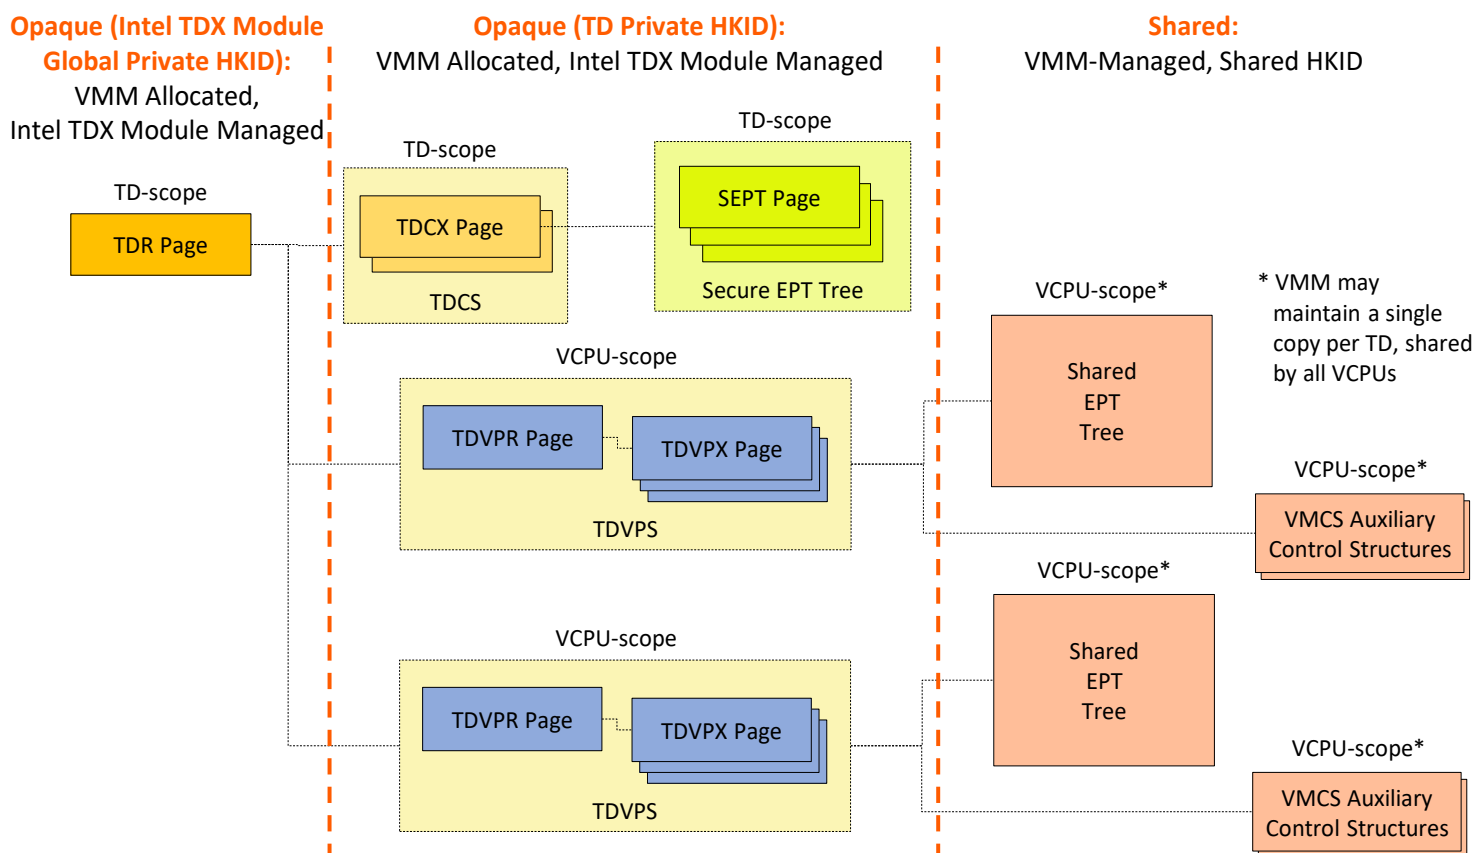 Opaque (Intel TDX Module
Global Private HKID):
VMM Allocated,
Intel TDX Module Managed
Opaque (TD Private HKID):
VMM Allocated, Intel TDX Module Managed
Shared:
VMM-Managed, Shared HKID
TD-scope
TDR Page
TD-scope
TDCX Page
TDCS
TD-scope
SEPT Page
Secure EPT Tree
VCPU-scope
TDVPR Page
TDVPX Page
TDVPS
VCPU-scope*
Shared
EPT
Tree
* VMM may
maintain a single
copy per TD, shared
by all VCPUs
VCPU-scope*
VMCS Auxiliary
Control Structures
VCPU-scope
TDVPR Page
TDVPX Page
TDVPS
VCPU-scope*
Shared
EPT
Tree
VCPU-scope*
VMCS Auxiliary
Control Structures